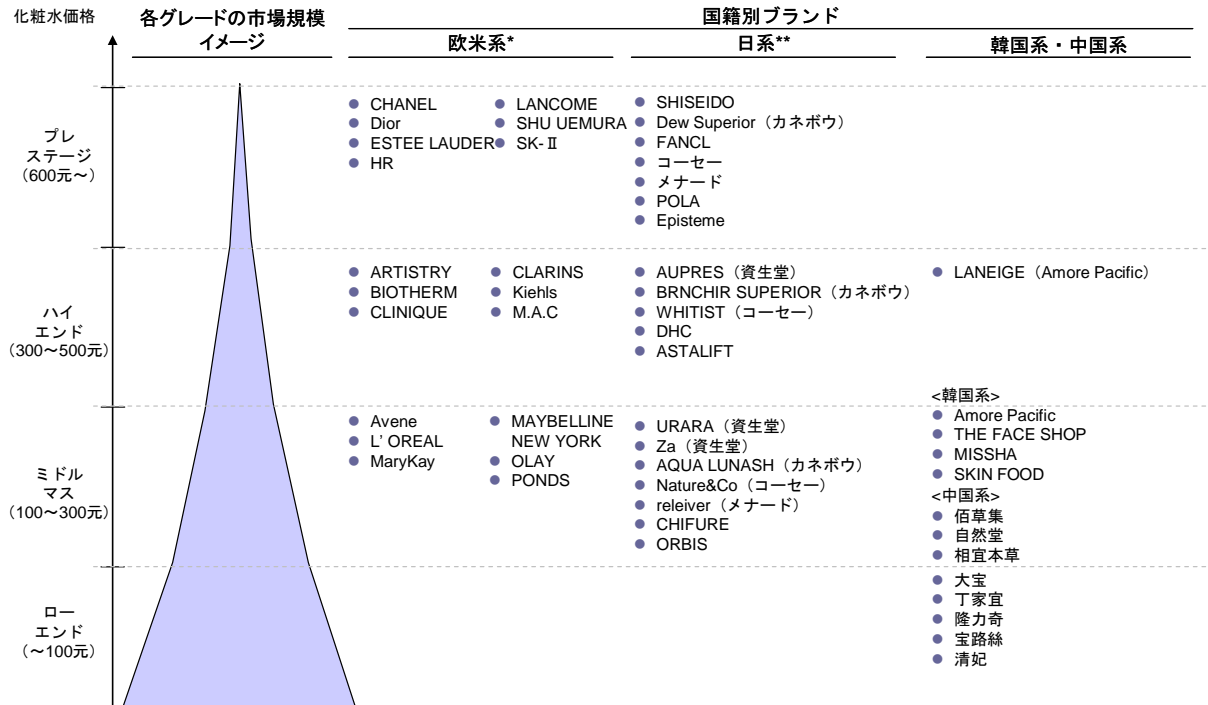 化粧水価格
各グレードの市場規模
イメージ
国籍別ブランド
欧米系*
日系**
韓国系・中国系
プレ
ステージ
(600元~)
● CHANEL
● Dior
● ESTEE LAUDER
● HR
● LANCOME
● SHU UEMURA
● SK-Ⅱ
● SHISEIDO
● Dew Superior(カネボウ)
● FANCL
● コーセー
● メナード
● POLA
● Episteme
ハイ
エンド
(300~500元)
● ARTISTRY
● BIOTHERM
● CLINIQUE
● CLARINS
● Kiehls
● M.A.C
● AUPRES(資生堂)
● BRNCHIR SUPERIOR(カネボウ)
● WHITIST(コーセー)
● DHC
● ASTALIFT
● LANEIGE(Amore Pacific)
ミドル
マス
(100~300元)
● Avene
● L' OREAL
● MaryKay
● MAYBELLINE
NEW YORK
● OLAY
● PONDS
● URARA(資生堂)
● Za(資生堂)
● AQUA LUNASH(カネボウ)
● Nature&Co(コーセー)
● releiver(メナード)
● CHIFURE
● ORBIS
<韓国系>
● Amore Pacific
● THE FACE SHOP
● MISSHA
● SKIN FOOD
<中国系>
● 佰草集
● 自然堂
● 相宜本草
ロー
エンド
(~100元)
● 大宝
● 丁家宜
● 隆力奇
● 宝路絲
● 清妃